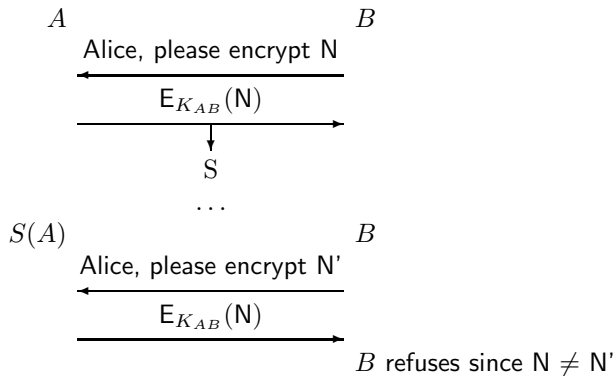 A B
Alice, please encrypt N
E_{K_{AB}}(N)
S
...
S(A) B
Alice, please encrypt N'
E_{K_{AB}}(N)
B refuses since N ≠ N'